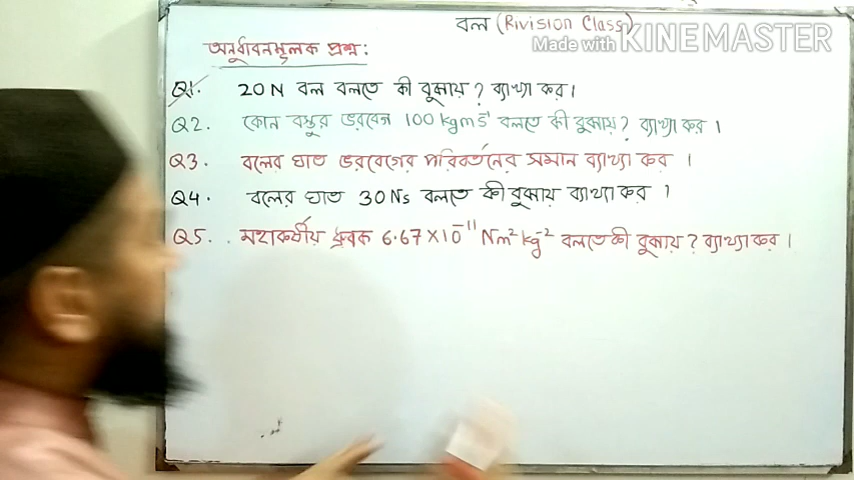 বল (Rivision Class)
Made with KINEMASTER
অনুধাবনমূলক প্রশ্ন:
Q1. 20N বল বলতে কী বুঝায়? ব্যাখ্যা কর।
Q2. কোন বস্তুর ভরবেগ 100 kgms⁻¹ বলতে কী বুঝায়? ব্যাখ্যা কর।
Q3. বলের ঘাত ভরবেগের পরিবর্তনের সমান ব্যাখ্যা কর।
Q4. বলের ঘাত 30Ns বলতে কী বুঝায় ব্যাখ্যা কর।
Q5. মহাকর্ষীয় ধ্রুবক 6.67×10⁻¹¹ Nm² kg⁻² বলতে কী বুঝায়? ব্যাখ্যা কর।